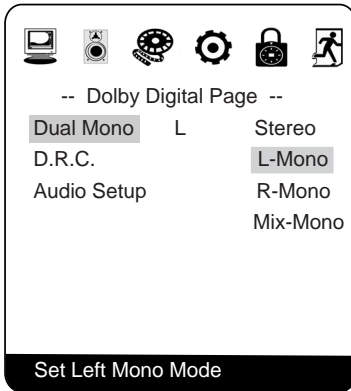 -- Dolby Digital Page --
Dual Mono L Stereo
D.R.C. L-Mono
Audio Setup R-Mono
Mix-Mono
Set Left Mono Mode